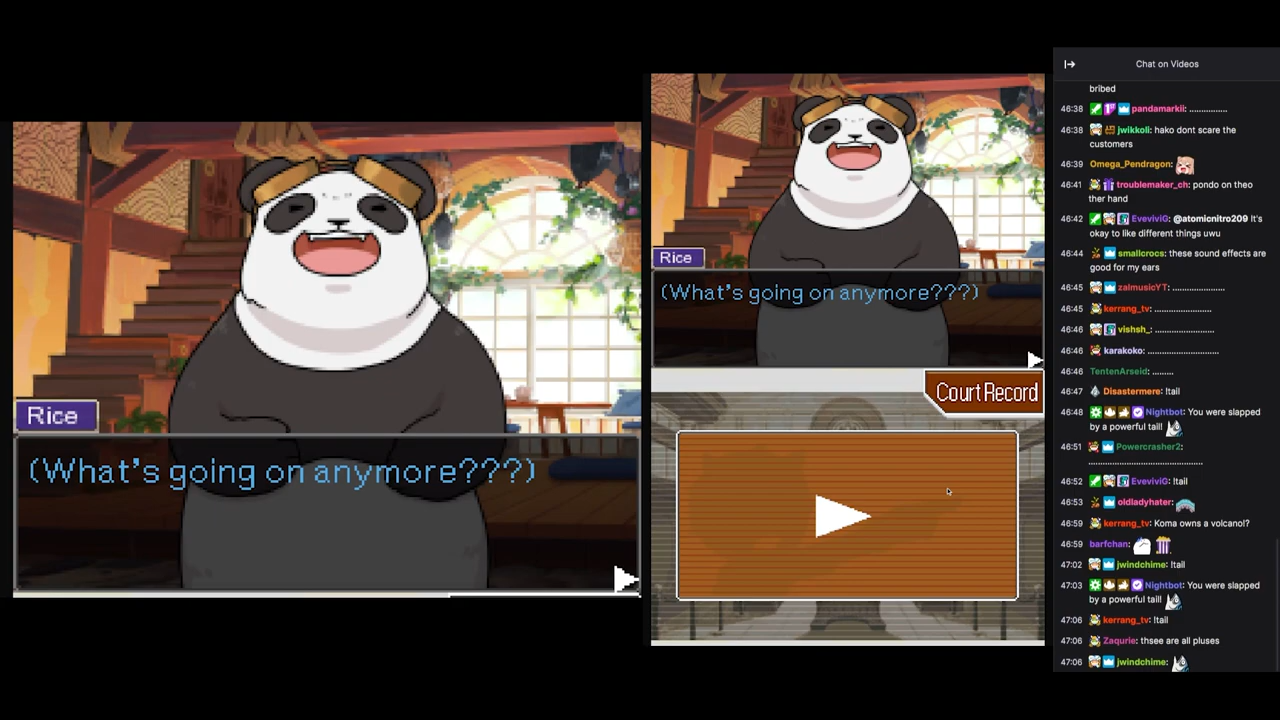 Rice
(What's going on anymore???)
Rice
(What's going on anymore???)
Court Record
Chat on Videos
bribed
46:38 pandamarkii: ...............
46:38 jwikkoli: hako dont scare the
customers
46:39 Omega_Pendragon:
46:41 troublemaker_ch: pondo on theo
ther hand
46:42 EveviviG: @atomicnitro209 It's
okay to like different things uwu
46:44 smallcrocs: these sound effects are
good for my ears
46:45 zalmusicYT: .....................
46:45 kerrang_tv: .......................
46:46 vishsh_: ........................
46:46 karakoko: .............................
46:46 TentenArseid: .........
46:47 Disastermere: !tail
46:48 Nightbot: You were slapped
by a powerful tail!
46:51 Powercrasher2:
..............................................
46:52 EveviviG: !tail
46:53 oldladyhater:
46:59 kerrang_tv: Koma owns a volcano!?
46:59 barfchan:
47:02 jwindchime: !tail
47:03 Nightbot: You were slapped
by a powerful tail!
47:06 kerrang_tv: !tail
47:06 Zaqurie: thsee are all pluses
47:06 jwindchime: